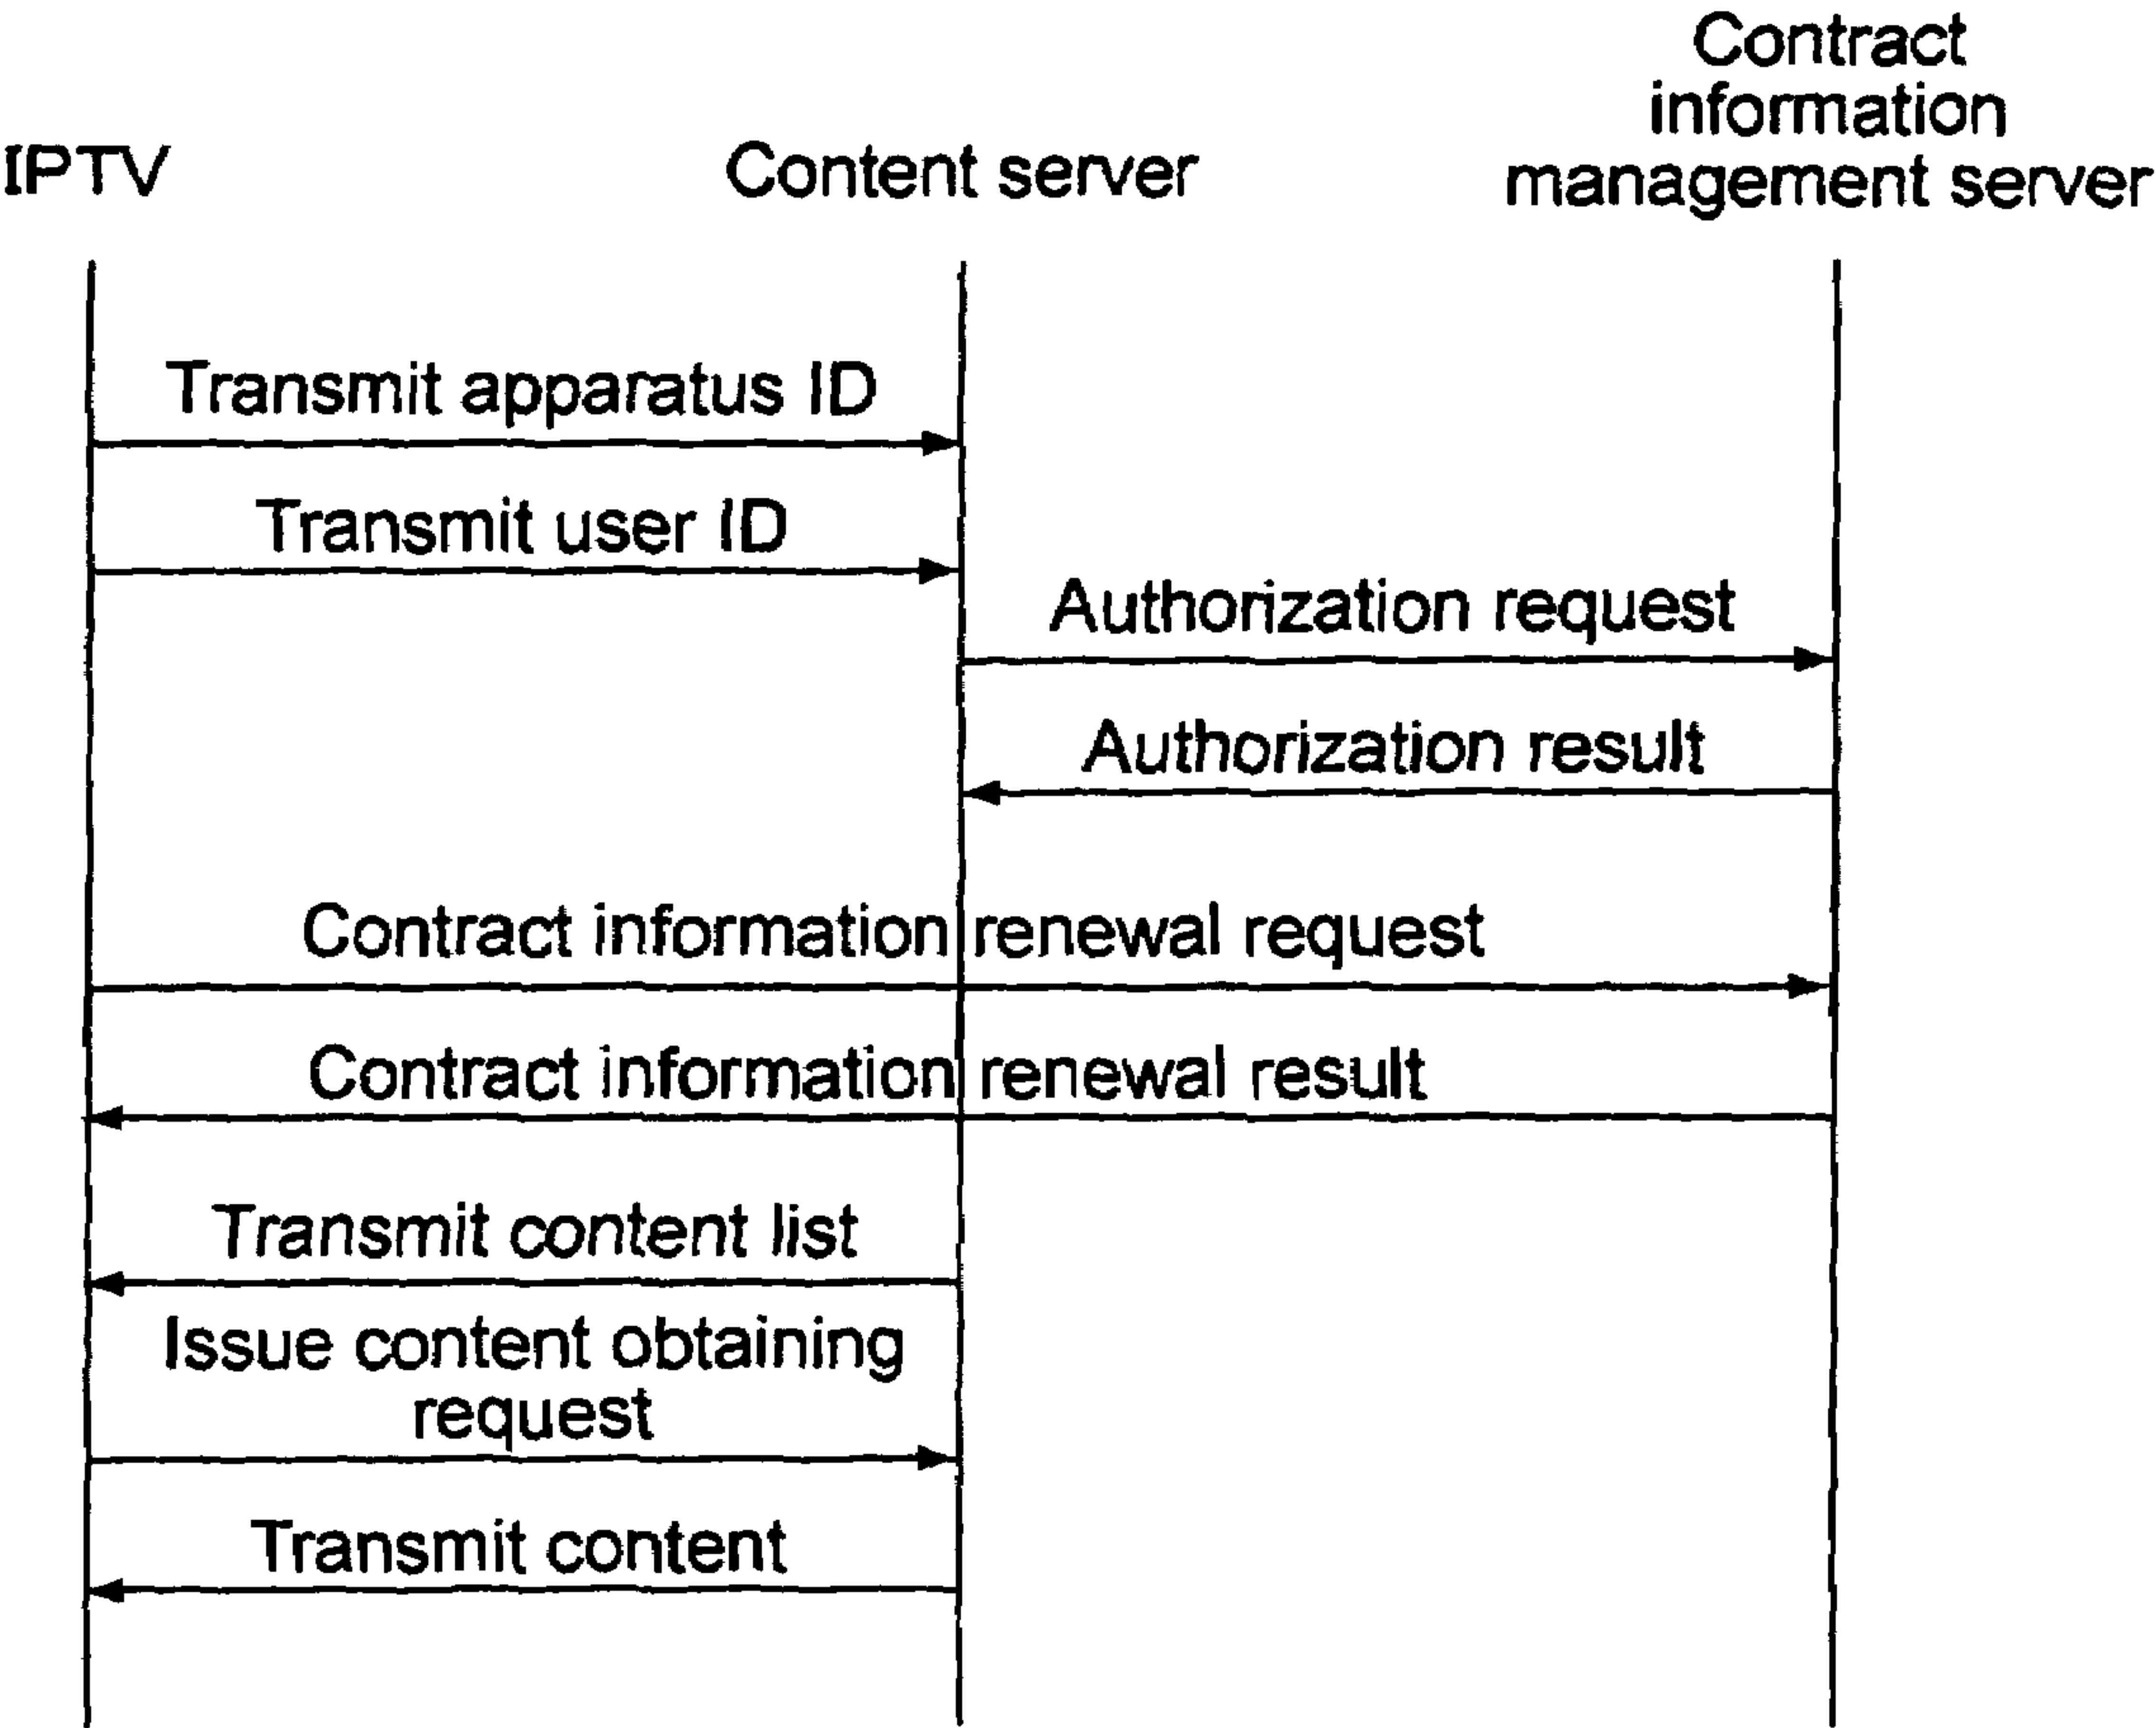 Contract
information
management server
IPTV
Content server
Transmit apparatus ID
Transmit user ID
Authorization request
Authorization result
Contract information renewal request
Contract information renewal result
Transmit content list
Issue content obtaining
request
Transmit content